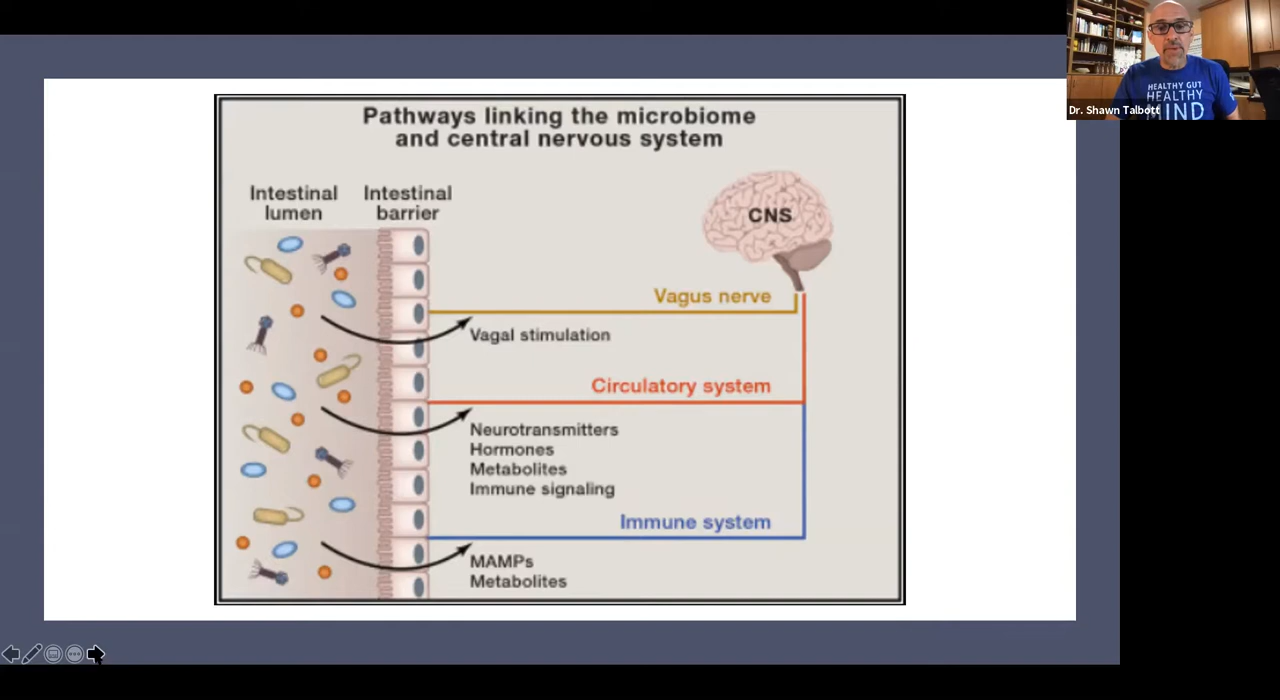 Pathways linking the microbiome
and central nervous system
Intestinal
lumen
Intestinal
barrier
CNS
Vagus nerve
Vagal stimulation
Circulatory system
Neurotransmitters
Hormones
Metabolites
Immune signaling
Immune system
MAMPs
Metabolites
HEALTHY GUT
HEALTHY
MIND
Dr. Shawn Talbott